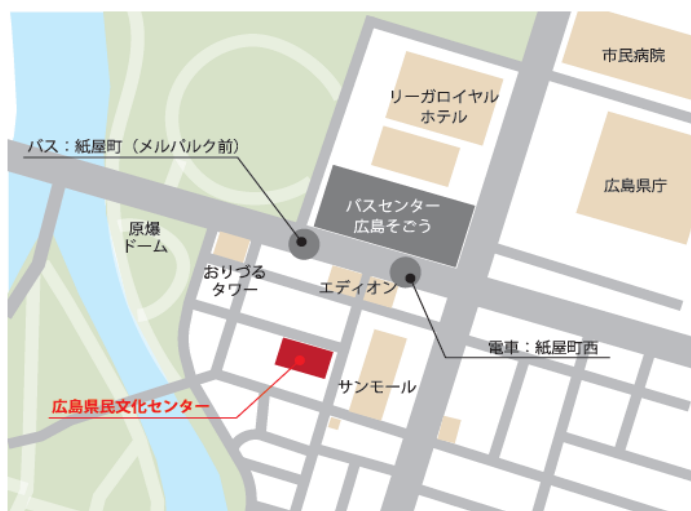 市民病院
リーガロイヤル
ホテル
バス：紙屋町（メルパルク前）
広島県庁
バスセンター
広島そごう
原爆
ドーム
おりづる
タワー
エディオン
電車：紙屋町西
サンモール
広島県民文化センター